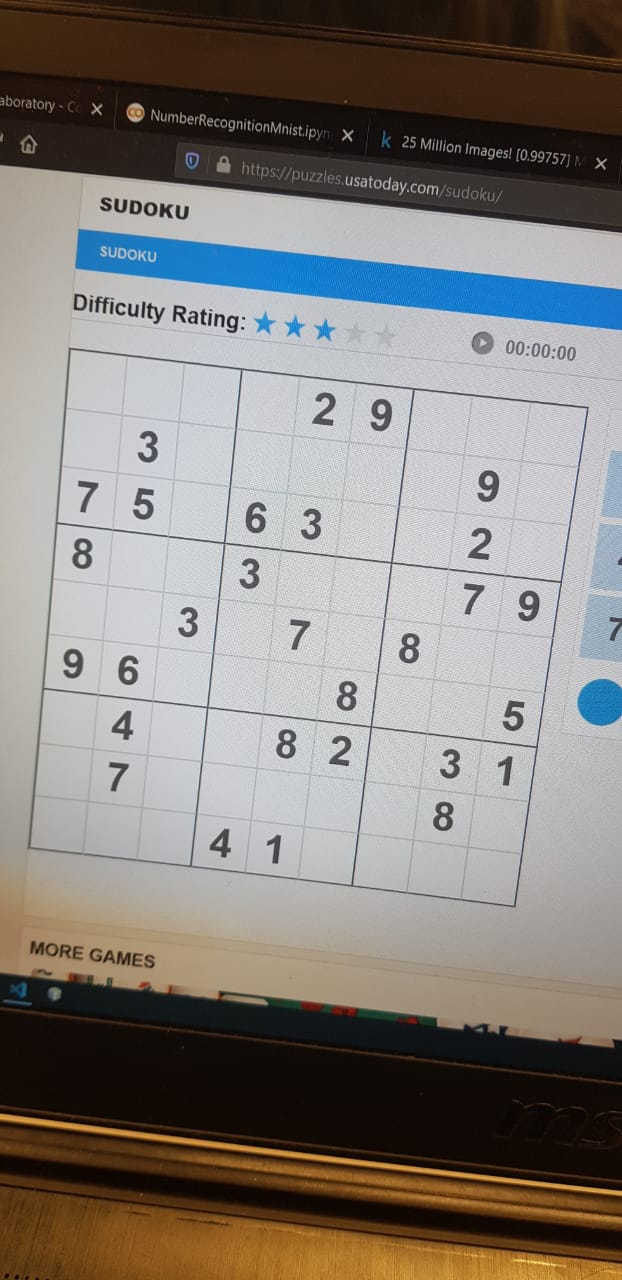 aboratory - Co
NumberRecognitionMnist.ipyn
25 Million Images! [0.99757] M
https://puzzles.usatoday.com/sudoku/
SUDOKU
SUDOKU
Difficulty Rating:
00:00:00
2 9
3 9
7 5 6 3 2
8 3 7 9
3 7 8
9 6 8 5
4 8 2 3 1
7 8
4 1
7
MORE GAMES